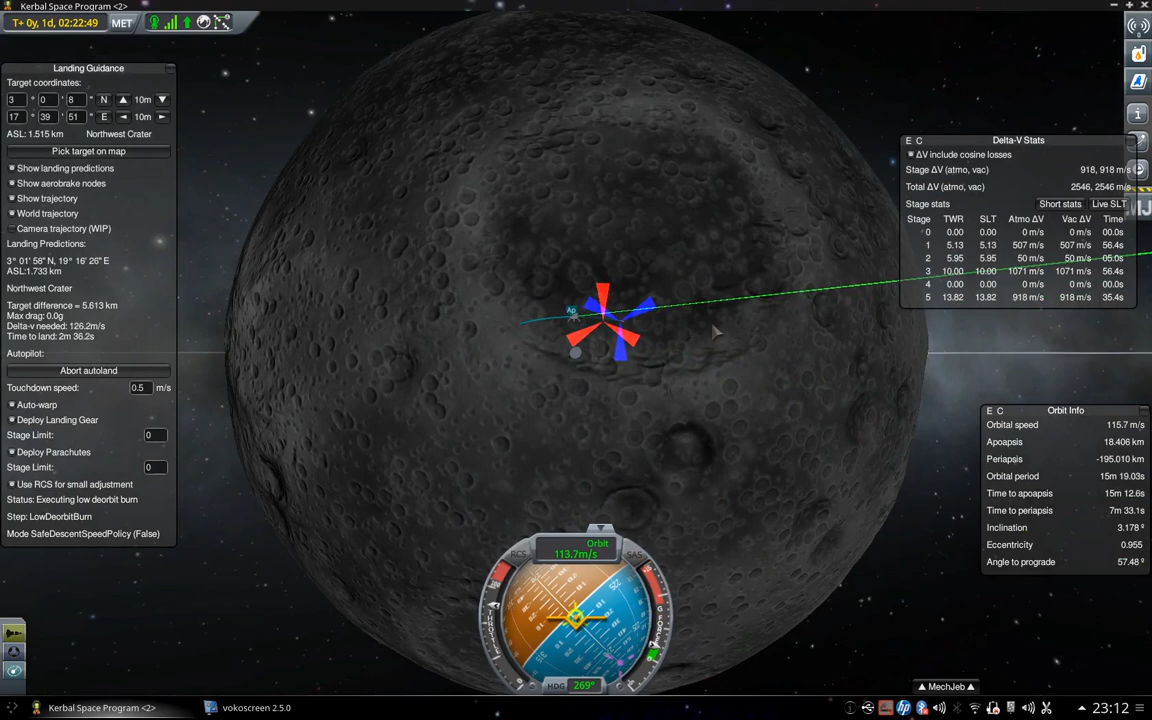 Kerbal Space Program <2>
T+ 0y, 1d, 02:22:49 MET
Landing Guidance
Target coordinates:
3 ° 0 ' 8 " N ▲ 10m ▼
17 ° 39 ' 51 " E ◄ 10m ►
ASL: 1.515 km Northwest Crater
Pick target on map
Show landing predictions
Show aerobrake nodes
Show trajectory
World trajectory
Camera trajectory (WIP)
Landing Predictions:
3° 01' 56" N, 19° 16' 26" E
ASL:1.733 km
Northwest Crater
Target difference = 5.613 km
Max drag: 0.0g
Delta-v needed: 126.2m/s
Time to land: 2m 36.2s
Autopilot:
Abort autoland
Touchdown speed: 0.5 m/s
Auto-warp
Deploy Landing Gear
Stage Limit: 0
Deploy Parachutes
Stage Limit: 0
Use RCS for small adjustment
Status: Executing low deorbit burn
Step: LowDeorbitBurn
Mode SafeDescentSpeedPolicy (False)
Ap
E C Delta-V Stats
ΔV include cosine losses
Stage ΔV (atmo, vac) 918, 918 m/s
Total ΔV (atmo, vac) 2546, 2546 m/s
Stage stats Short stats Live SLT
Stage TWR SLT Atmo ΔV Vac ΔV Time
0 0.00 0.00 0 m/s 0 m/s 00.0s
1 5.13 5.13 507 m/s 507 m/s 56.4s
2 5.95 5.95 50 m/s 50 m/s 05.0s
3 10.00 10.00 1071 m/s 1071 m/s 56.4s
4 0.00 0.00 0 m/s 0 m/s 00.0s
5 13.82 13.82 918 m/s 918 m/s 35.4s
MJ
E C Orbit Info
Orbital speed 115.7 m/s
Apoapsis 18.406 km
Periapsis -195.010 km
Orbital period 15m 19.03s
Time to apoapsis 15m 12.6s
Time to periapsis 7m 33.1s
Inclination 3.178 º
Eccentricity 0.955
Angle to prograde 57.48 º
Orbit
RCS 113.7m/s SAS
THROTTLE
G FORCE
HDG 269°
▲ MechJeb ▲
Kerbal Space Program <2>
vokoscreen 2.5.0
23:12